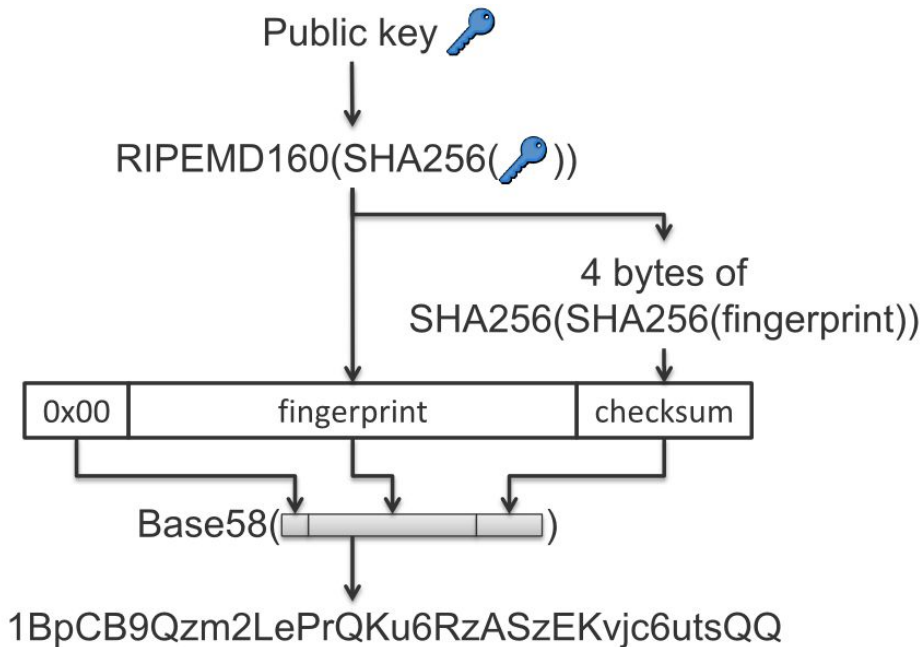 Public key
RIPEMD160(SHA256( ))
4 bytes of
SHA256(SHA256(fingerprint))
0x00 fingerprint checksum
Base58( )
1BpCB9Qzm2LePrQKu6RzASzEKvjc6utsQQ